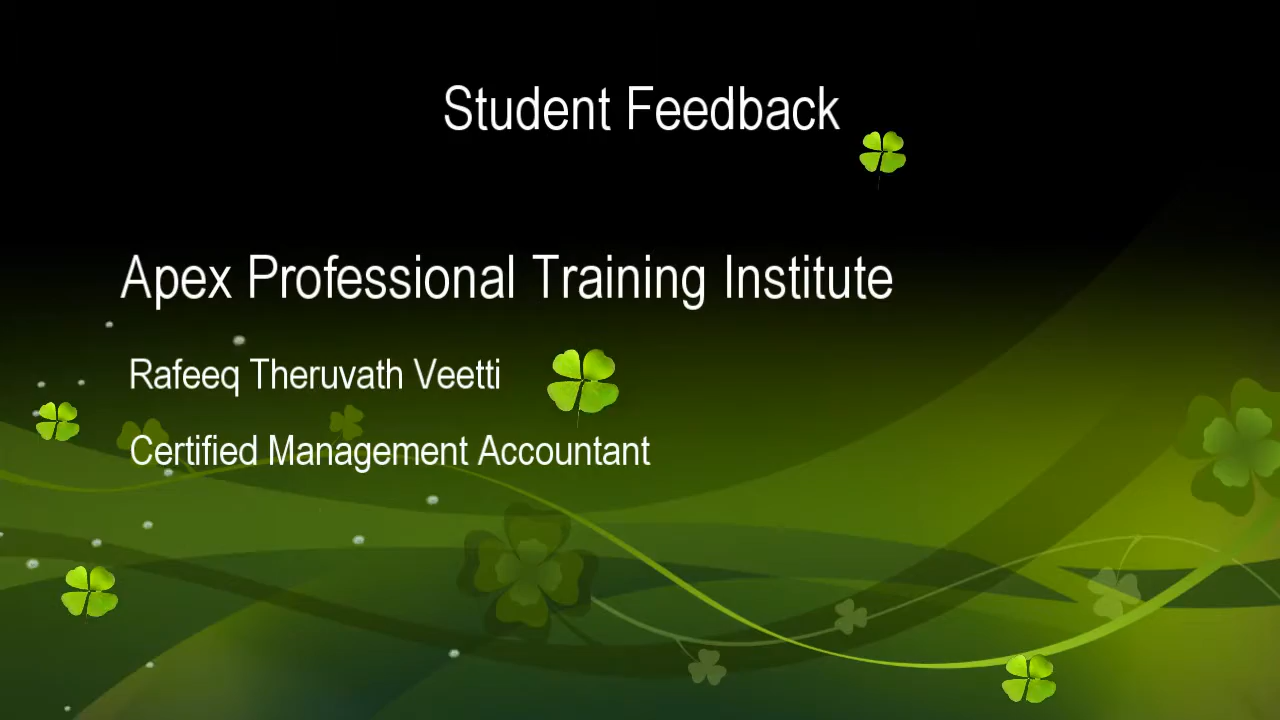 Student Feedback
Apex Professional Training Institute
Rafeeq Theruvath Veetti
Certified Management Accountant